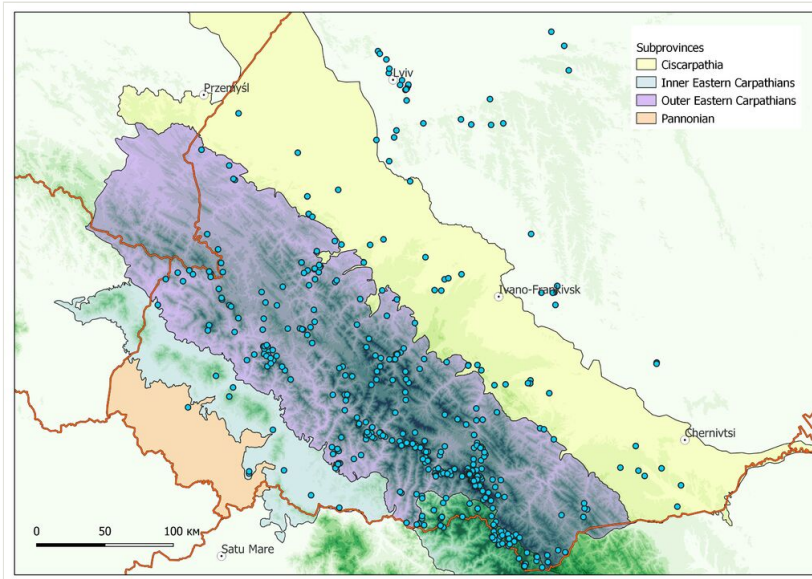 Subprovinces
Ciscarpathia
Inner Eastern Carpathians
Outer Eastern Carpathians
Pannonian
Lviv
Przemyśl
Ivano-Frankivsk
Chernivtsi
0 50 100 км
Satu Mare